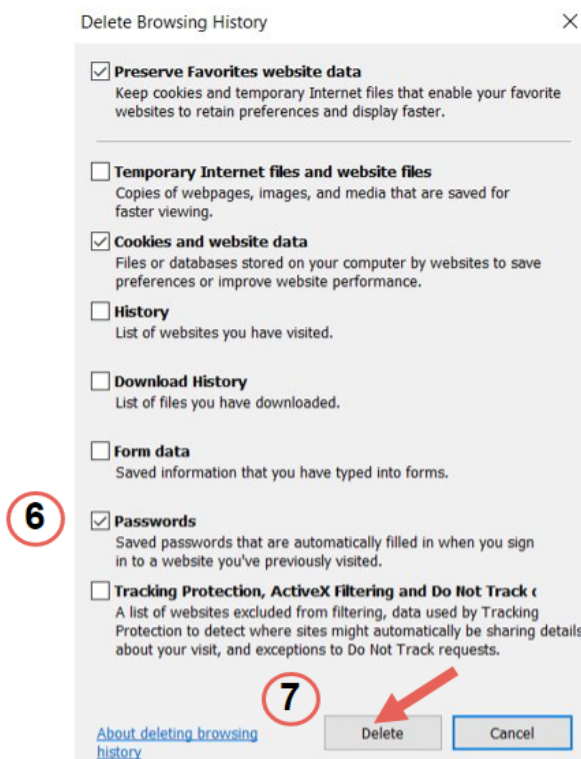 Delete Browsing History
Preserve Favorites website data
Keep cookies and temporary Internet files that enable your favorite
websites to retain preferences and display faster.
Temporary Internet files and website files
Copies of webpages, images, and media that are saved for
faster viewing.
Cookies and website data
Files or databases stored on your computer by websites to save
preferences or improve website performance.
History
List of websites you have visited.
Download History
List of files you have downloaded.
Form data
Saved information that you have typed into forms.
6
Passwords
Saved passwords that are automatically filled in when you sign
in to a website you've previously visited.
Tracking Protection, ActiveX Filtering and Do Not Track
A list of websites excluded from filtering, data used by Tracking
Protection to detect where sites might automatically be sharing details
about your visit, and exceptions to Do Not Track requests.
7
About deleting browsing
history
Delete
Cancel